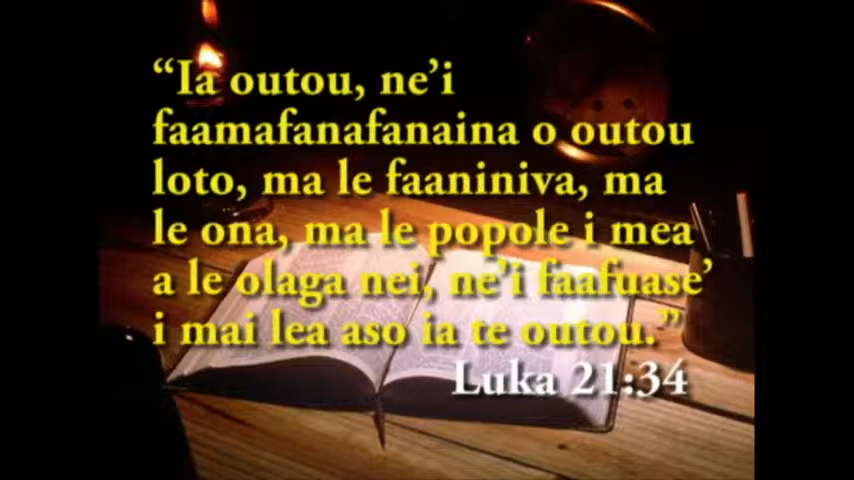 “Ia outou, ne’i
faamafanafanaina o outou
loto, ma le faaniniva, ma
le ona, ma le popole i mea
a le olaga nei, ne’i faafuase’
i mai lea aso ia te outou.”
Luka 21:34